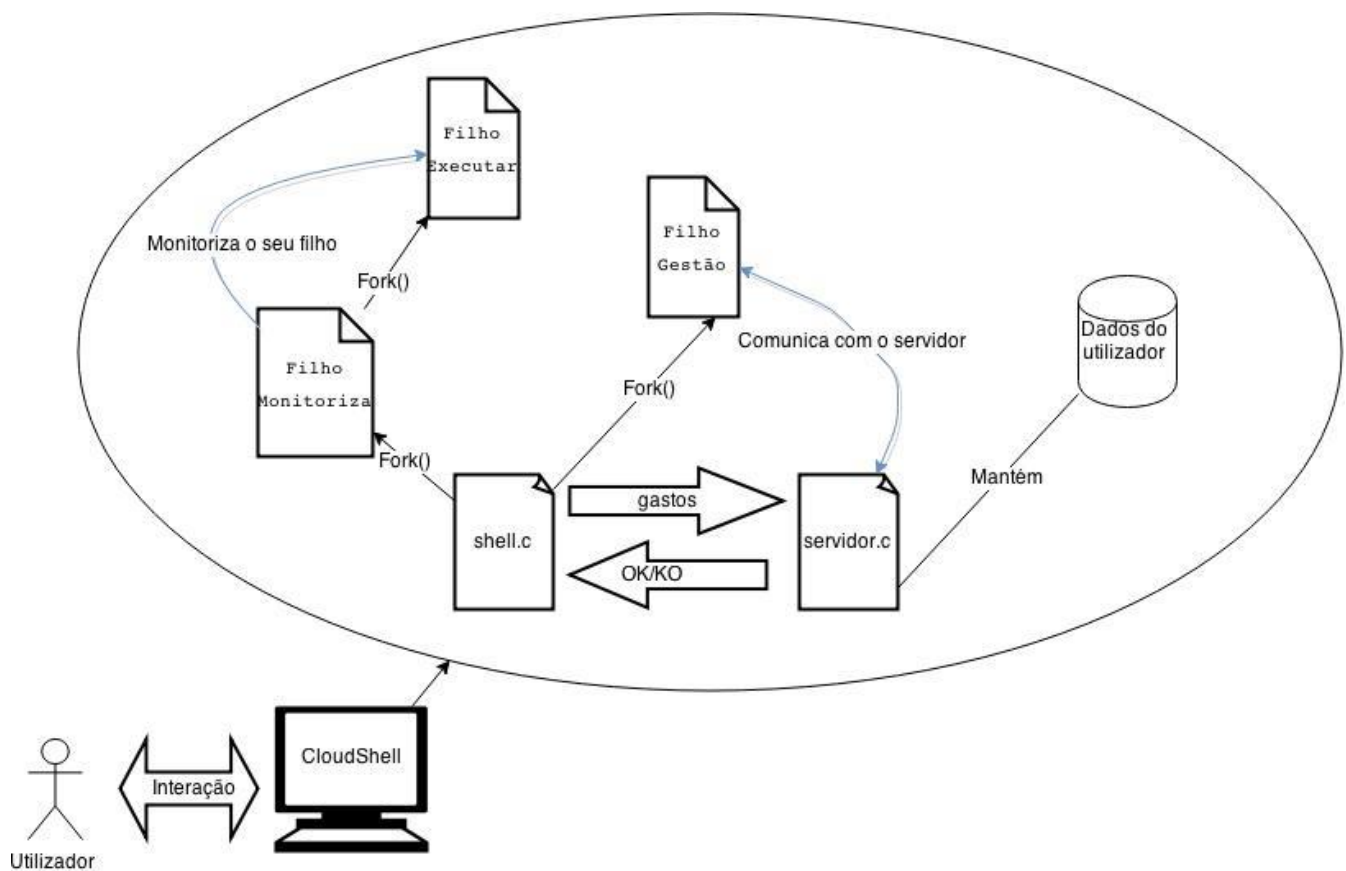 Filho
Executar
Filho
Gestão
Monitoriza o seu filho
Fork()
Dados do
utilizador
Comunica com o servidor
Filho
Monitoriza
Fork()
Fork()
Mantém
gastos
shell.c
servidor.c
OK/KO
CloudShell
Interação
Utilizador